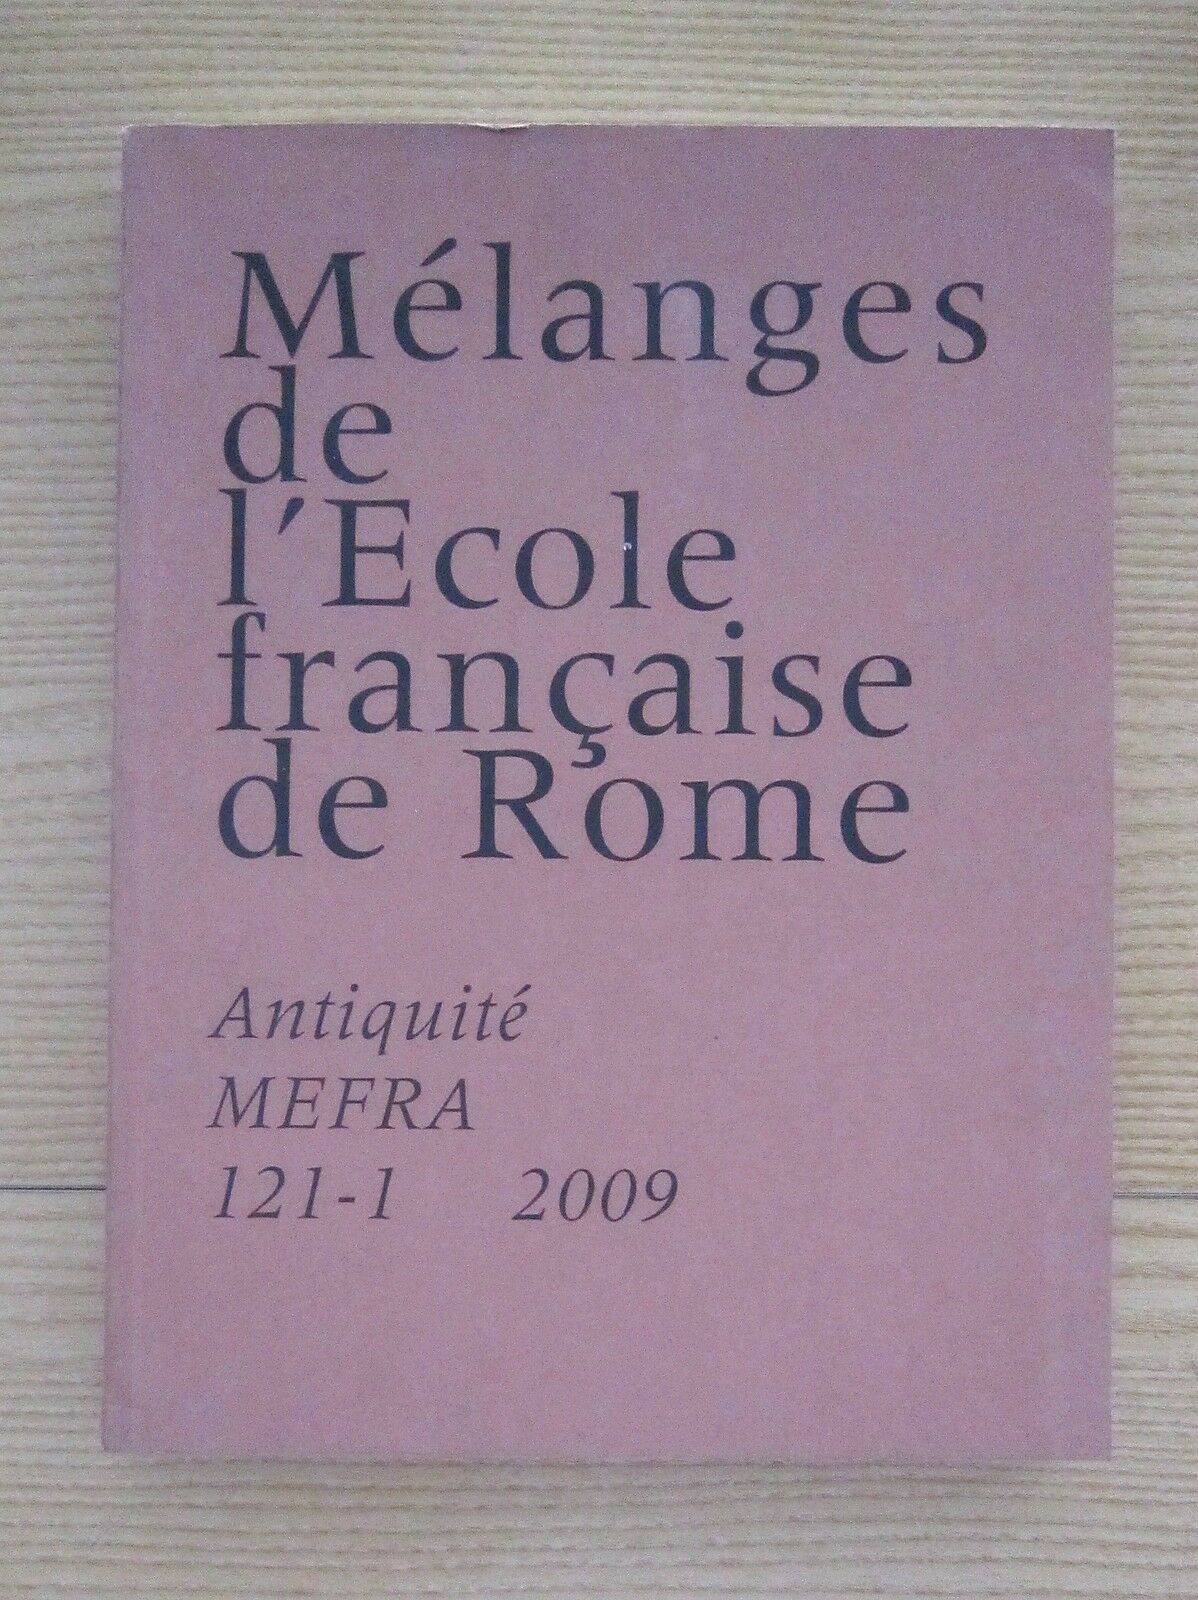 Mélanges
de
l'Ecole
française
de Rome
Antiquité
MEFRA
121-1 2009